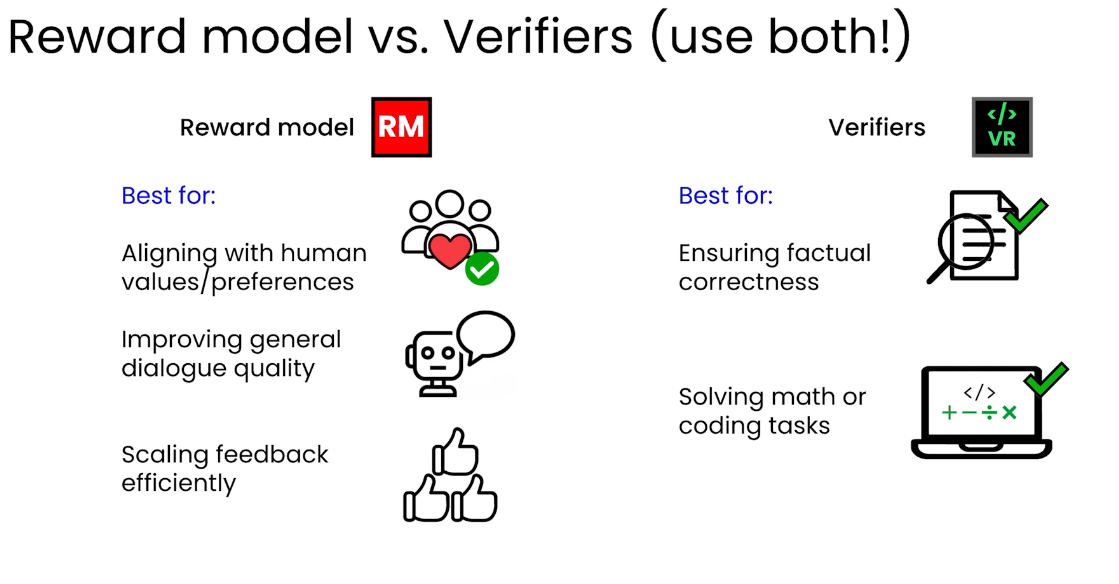 Reward model vs. Verifiers (use both!)
Reward model
RM
Best for:
Aligning with human
values/preferences
Improving general
dialogue quality
Scaling feedback
efficiently
Verifiers
</>
VR
Best for:
Ensuring factual
correctness
Solving math or
coding tasks
</>
+−÷×